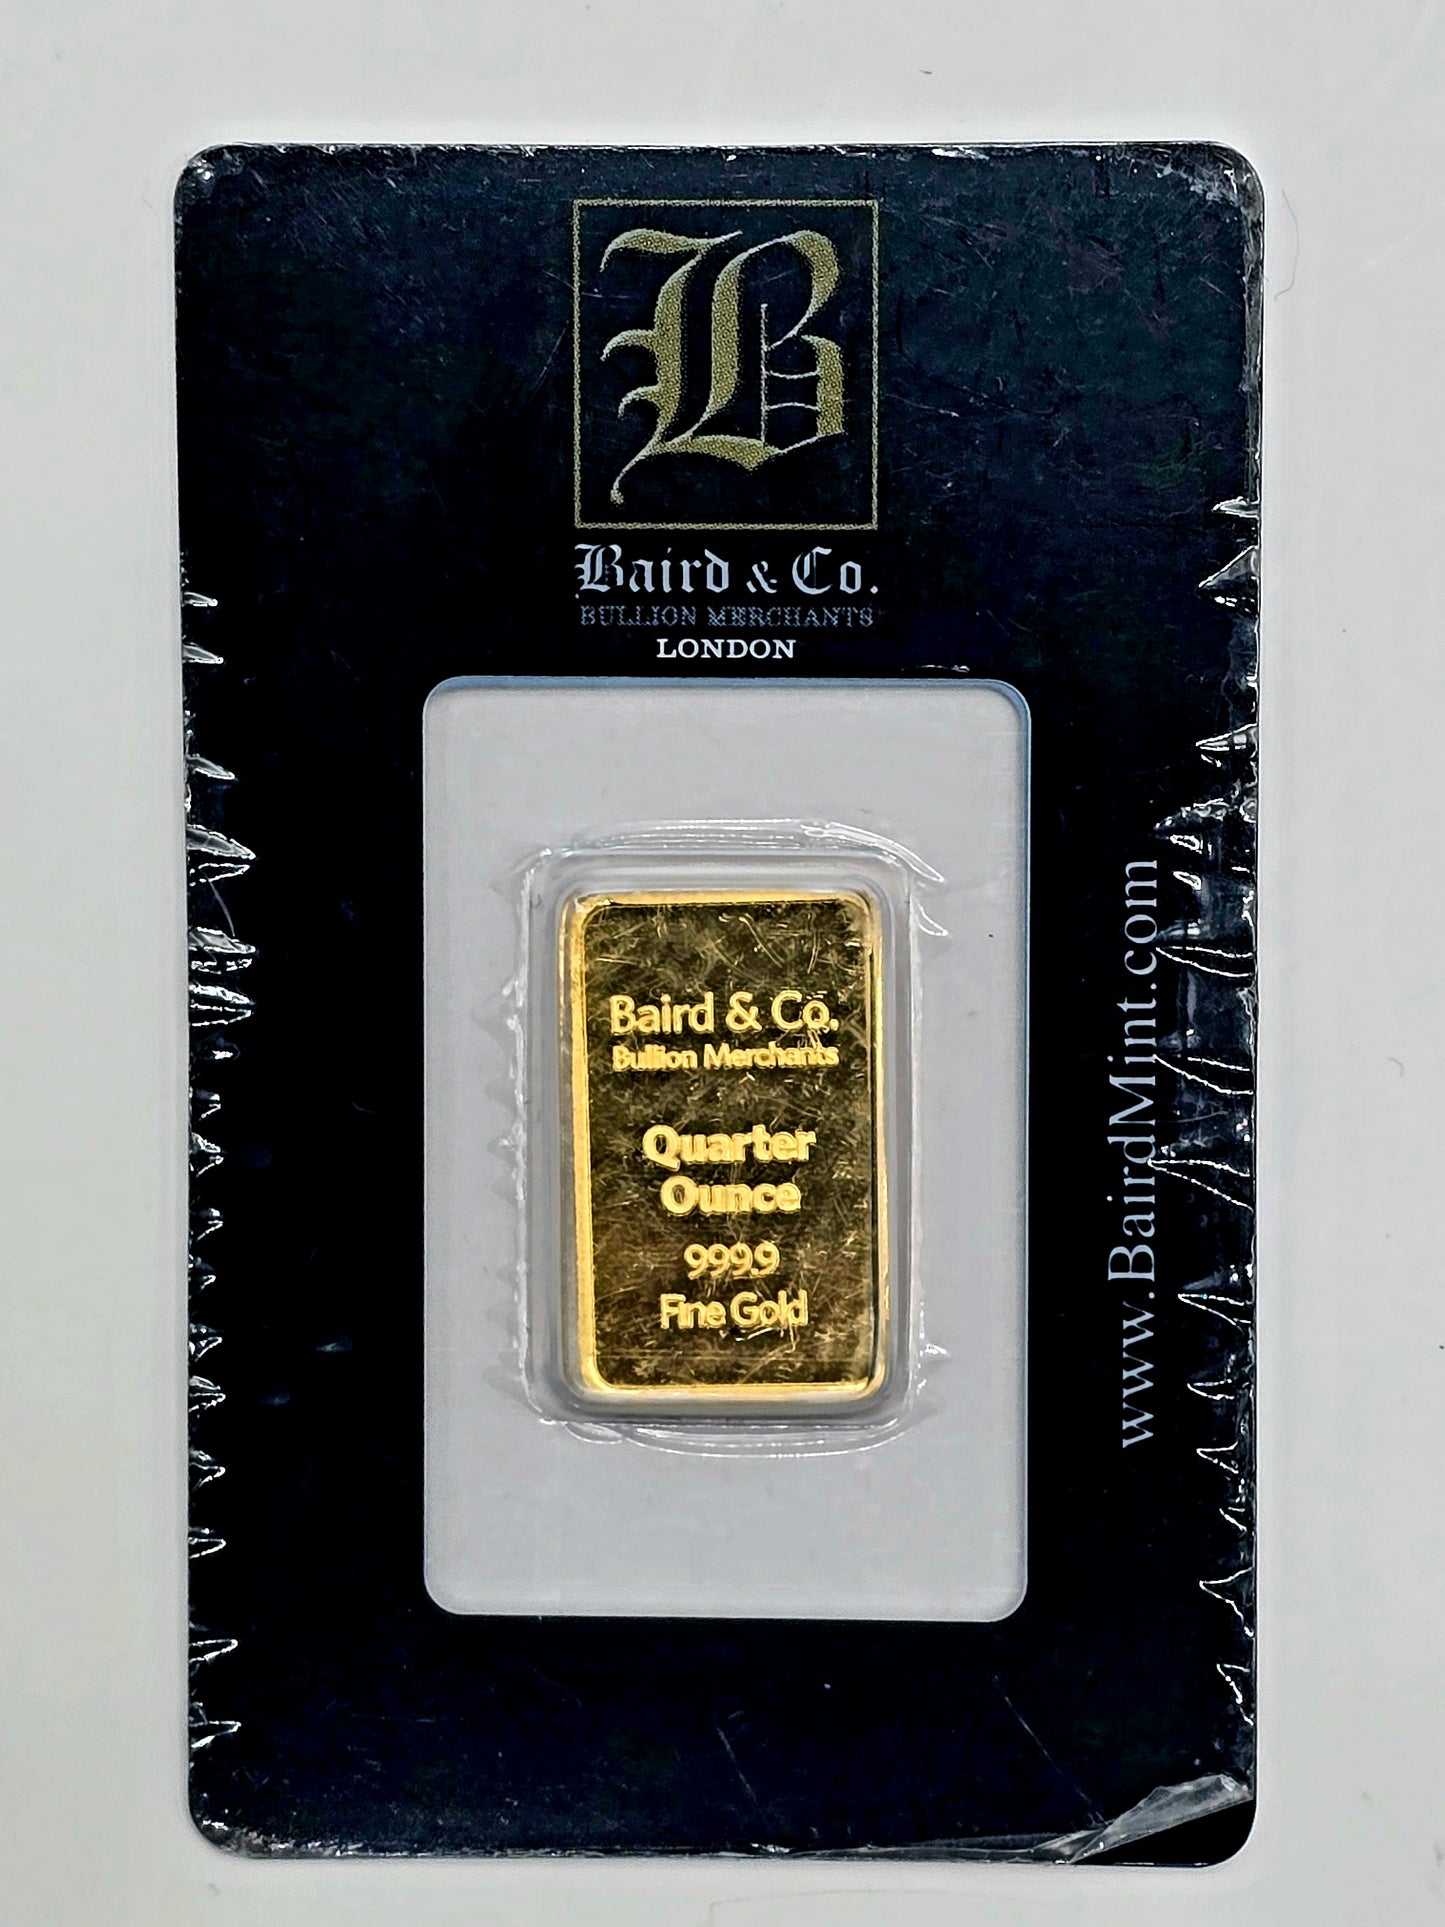 B
Baird & Co.
BULLION MERCHANTS
LONDON
Baird & Co.
Bullion Merchants
Quarter
Ounce
999.9
Fine Gold
www.BairdMint.com